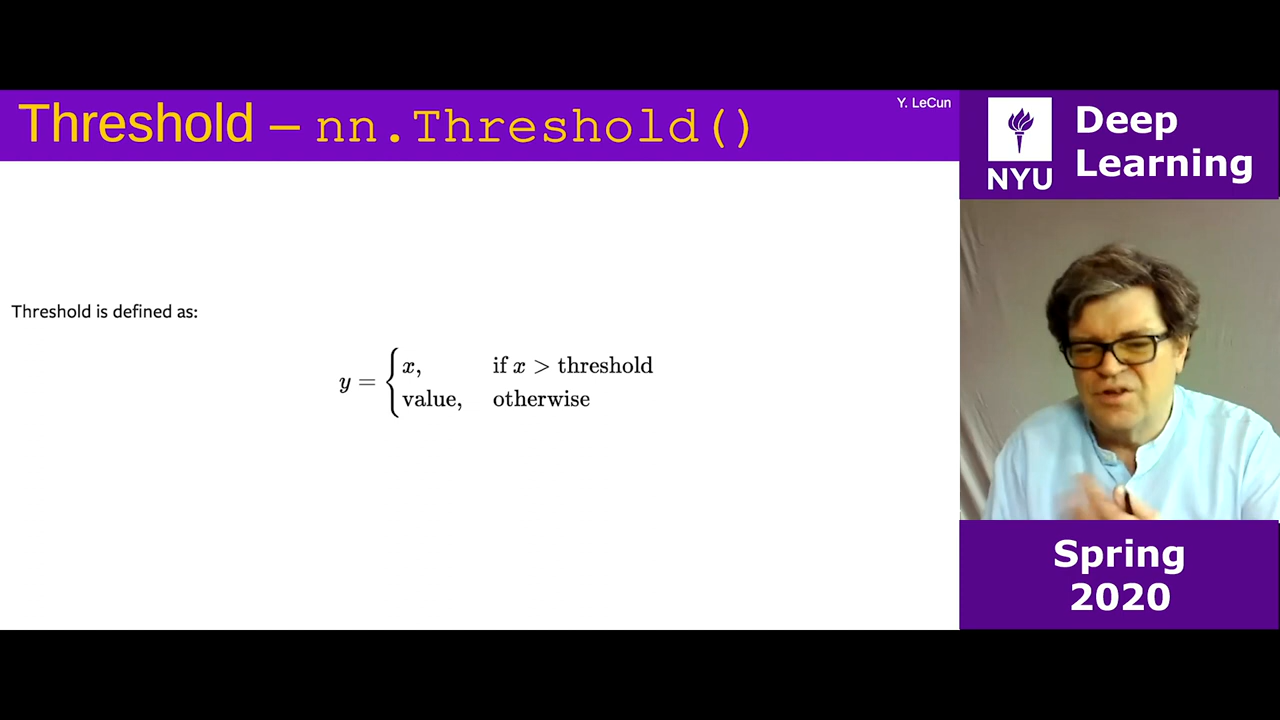 Threshold – nn.Threshold()
Y. LeCun
NYU
Deep
Learning
Threshold is defined as:
y = { x, if x > threshold
value, otherwise
Spring
2020